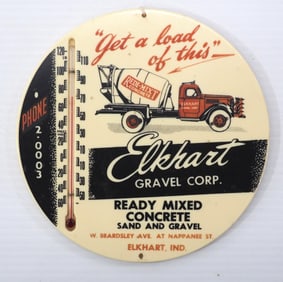 "Get a load
of this"
PHONE
2-0003
Elkhart
GRAVEL CORP.
READY MIXED
CONCRETE
SAND AND GRAVEL
W. BEARDSLEY AVE. AT NAPPANEE ST.
ELKHART, IND.